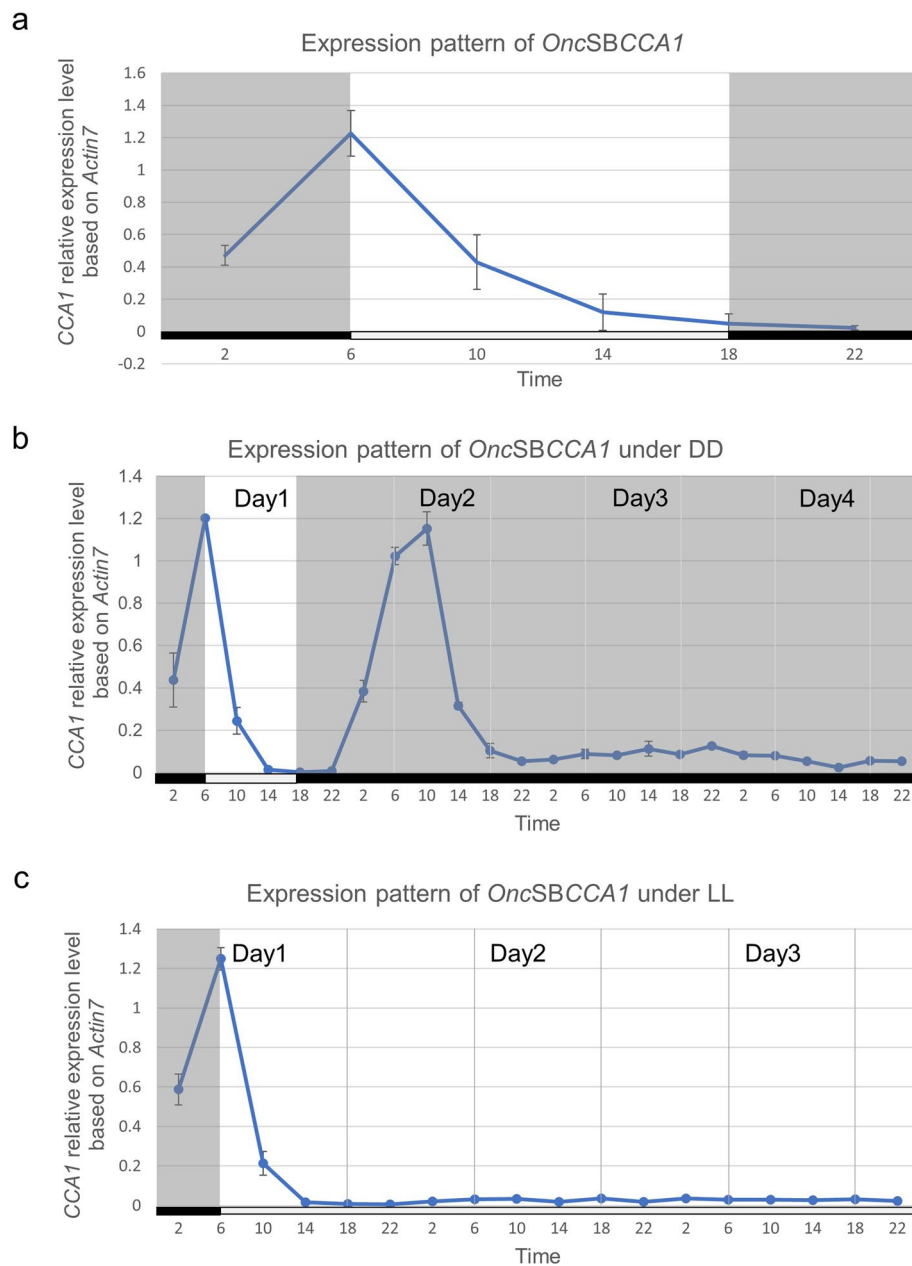 a
Expression pattern of OncSBCCA1
CCA1 relative expression level
based on Actin7
1.6
1.4
1.2
1
0.8
0.6
0.4
0.2
0
-0.2
2 6 10 14 18 22
Time
b
Expression pattern of OncSBCCA1 under DD
CCA1 relative expression level
based on Actin7
1.4
1.2
1
0.8
0.6
0.4
0.2
0
Day1 Day2 Day3 Day4
2 6 10 14 18 22 2 6 10 14 18 22 2 6 10 14 18 22 2 6 10 14 18 22
Time
c
Expression pattern of OncSBCCA1 under LL
CCA1 relative expression level
based on Actin7
1.4
1.2
1
0.8
0.6
0.4
0.2
0
Day1 Day2 Day3
2 6 10 14 18 22 2 6 10 14 18 22 2 6 10 14 18 22
Time